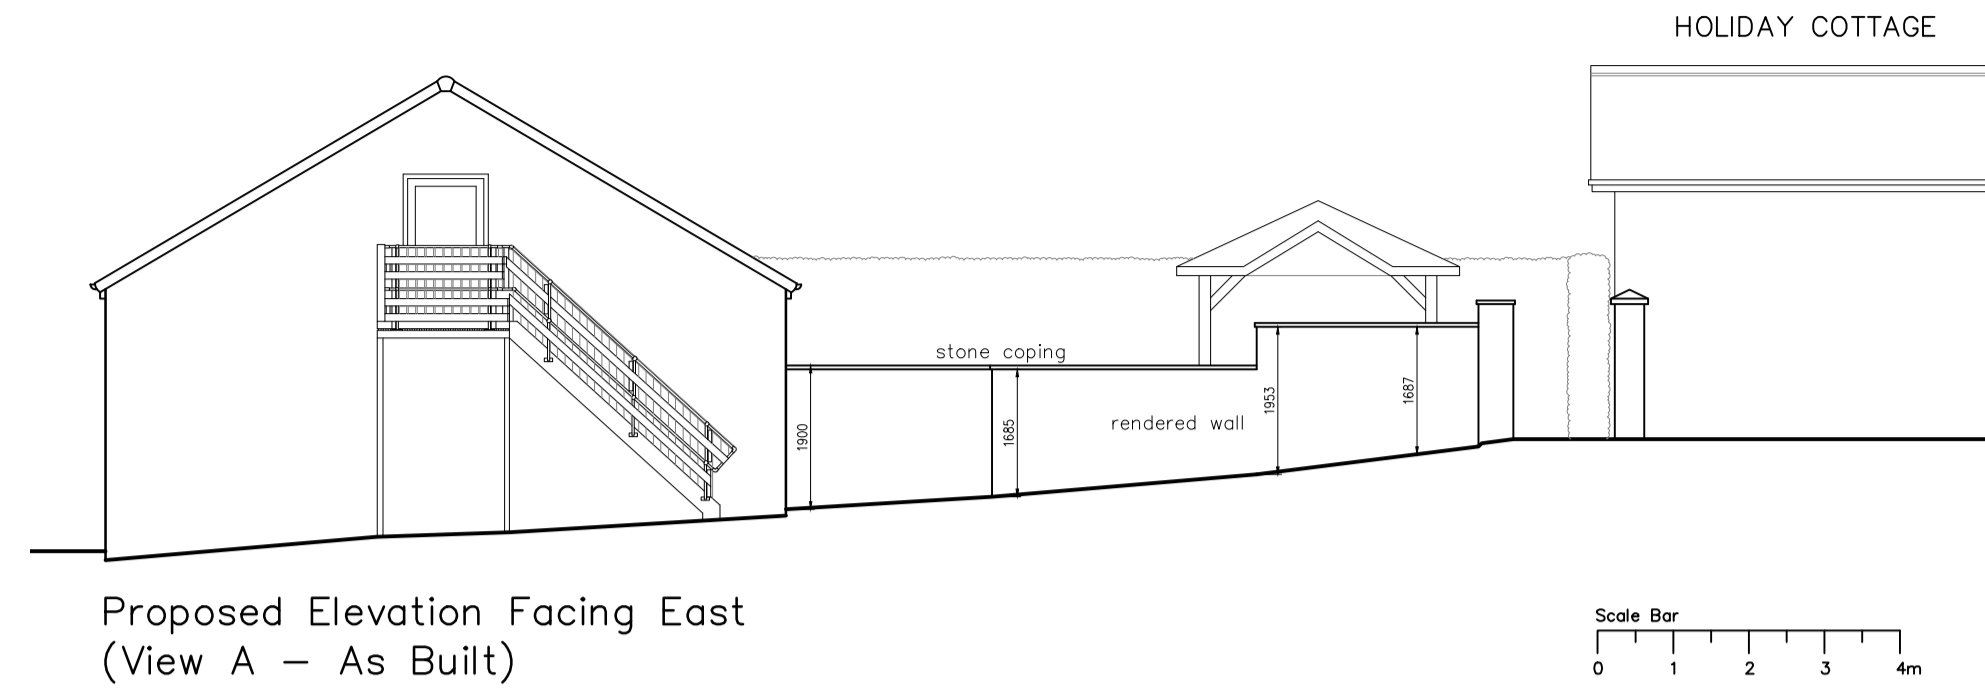 HOLIDAY COTTAGE
stone coping
rendered wall
1900
1685
1953
1687
Proposed Elevation Facing East
(View A – As Built)
Scale Bar
0 1 2 3 4m